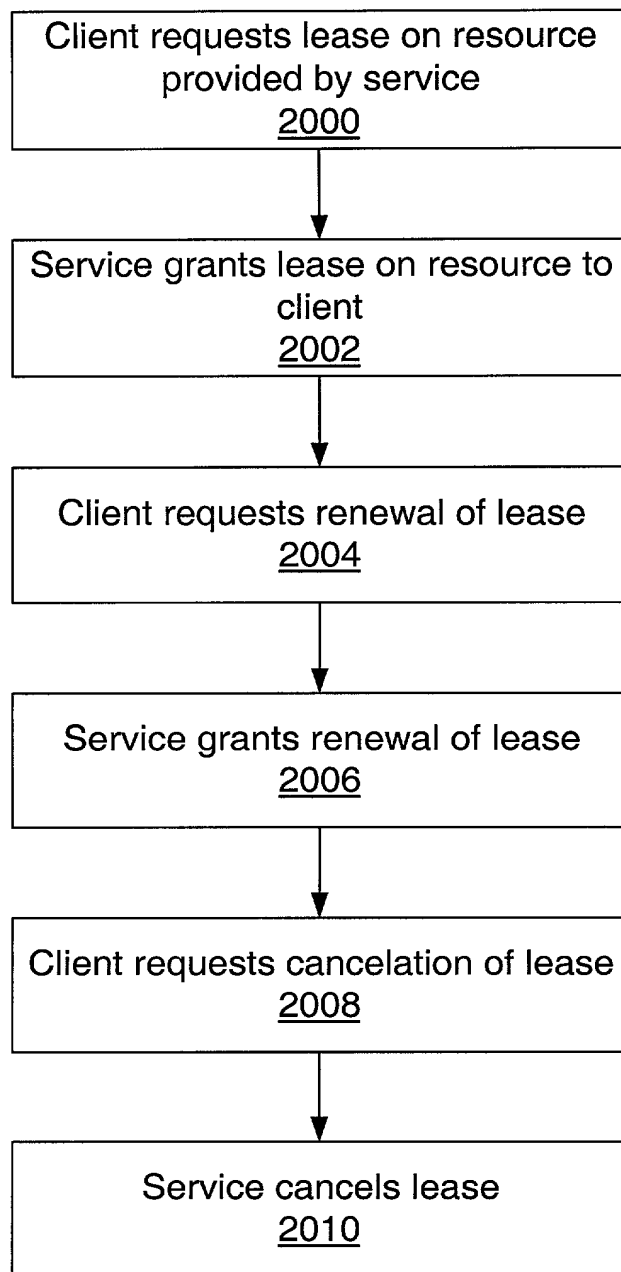 Client requests lease on resource
provided by service
2000
Service grants lease on resource to
client
2002
Client requests renewal of lease
2004
Service grants renewal of lease
2006
Client requests cancelation of lease
2008
Service cancels lease
2010